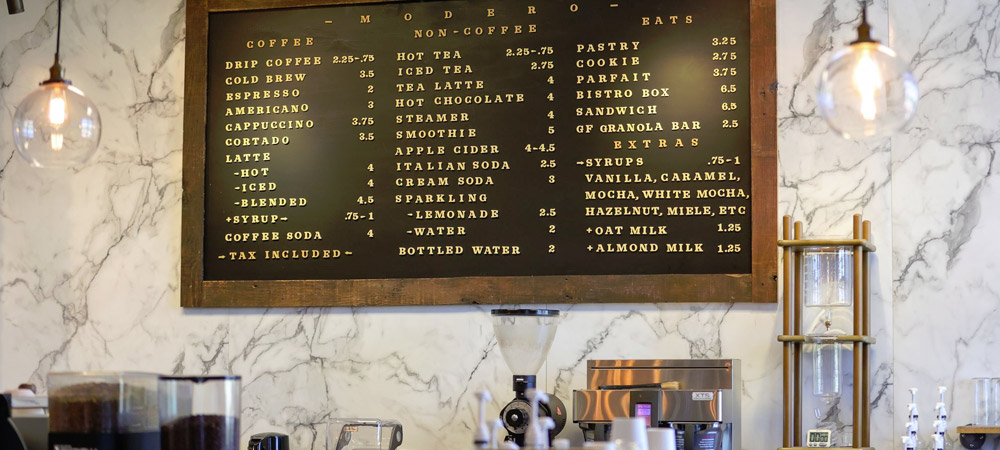 – M O D E R O –
COFFEE
DRIP COFFEE 2.25-.75
COLD BREW 3.5
ESPRESSO 2
AMERICANO 3
CAPPUCCINO 3.75
CORTADO 3.5
LATTE
-HOT 4
-ICED 4
-BLENDED 4.5
+SYRUP- .75-1
COFFEE SODA 4
-TAX INCLUDED-
NON-COFFEE
HOT TEA 2.25-.75
ICED TEA 2.75
TEA LATTE 4
HOT CHOCOLATE 4
STEAMER 4
SMOOTHIE 5
APPLE CIDER 4-4.5
ITALIAN SODA 2.5
CREAM SODA 3
SPARKLING
-LEMONADE 2.5
-WATER 2
BOTTLED WATER 2
EATS
PASTRY 3.25
COOKIE 2.75
PARFAIT 3.75
BISTRO BOX 6.5
SANDWICH 6.5
GF GRANOLA BAR 2.5
EXTRAS
-SYRUPS .75-1
VANILLA, CARAMEL,
MOCHA, WHITE MOCHA,
HAZELNUT, MIELE, ETC
+OAT MILK 1.25
+ALMOND MILK 1.25